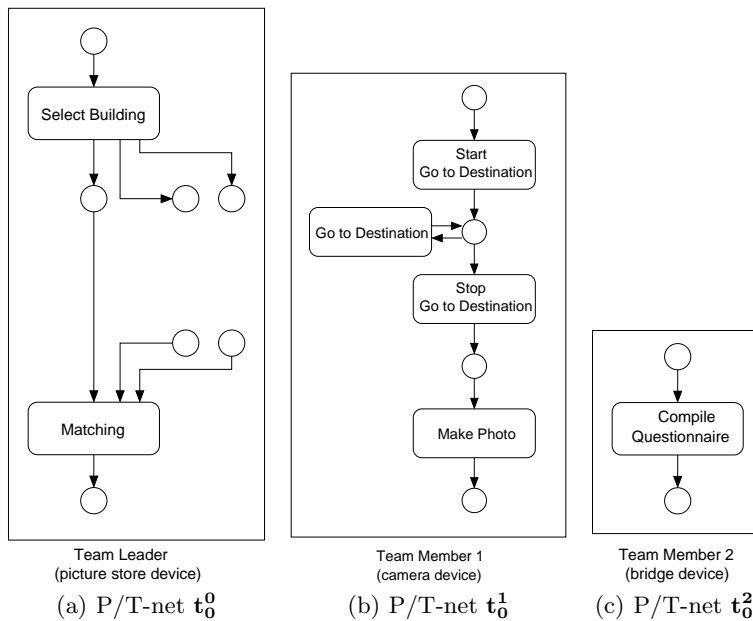 Select Building
Matching
Team Leader
(picture store device)
(a) P/T-net t₀⁰
Start
Go to Destination
Go to Destination
Stop
Go to Destination
Make Photo
Team Member 1
(camera device)
(b) P/T-net t₀¹
Compile
Questionnaire
Team Member 2
(bridge device)
(c) P/T-net t₀²